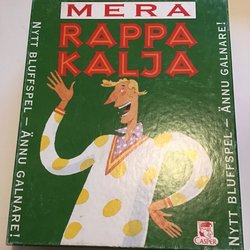 MERA
RAPPA
KALJA
NYTT BLUFFSPEL – ÄNNU GALNARE!
NYTT BLUFFSPEL – ÄNNU GALNARE!
CASPER